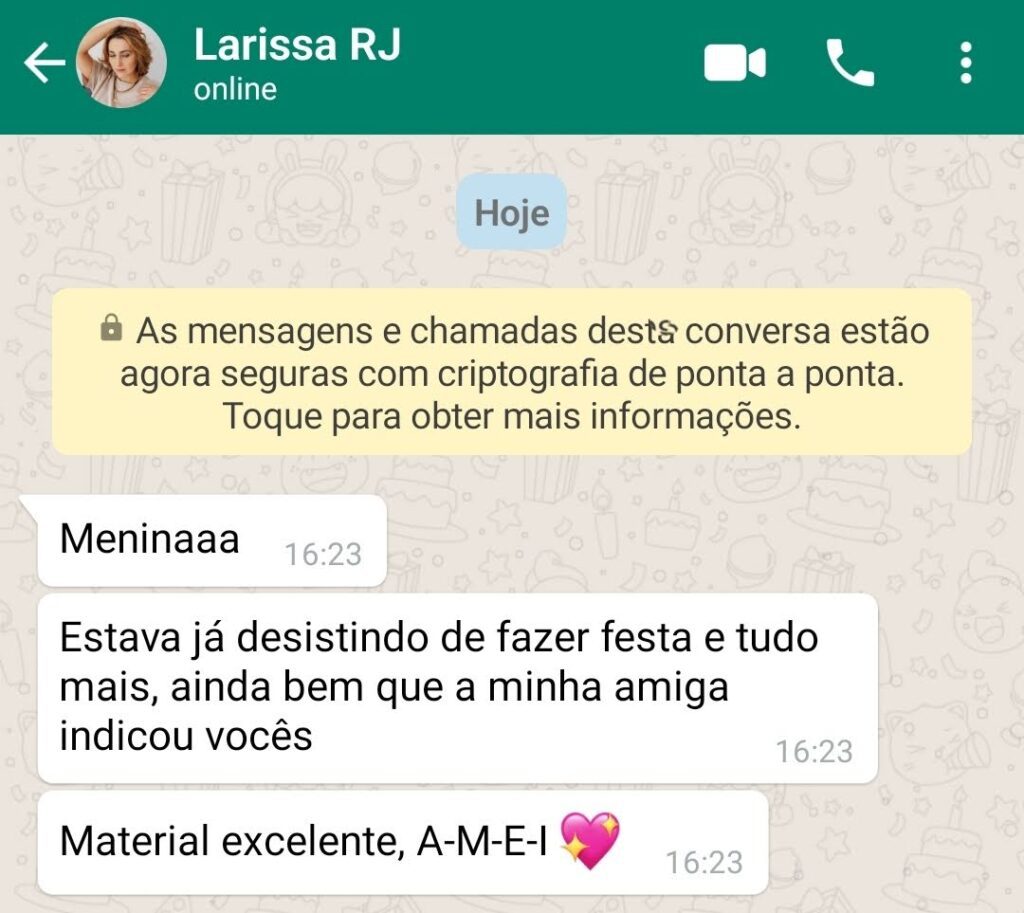 Larissa RJ
online
Hoje
As mensagens e chamadas desta conversa estão
agora seguras com criptografia de ponta a ponta.
Toque para obter mais informações.
Meninaaa
16:23
Estava já desistindo de fazer festa e tudo
mais, ainda bem que a minha amiga
indicou vocês
16:23
Material excelente, A-M-E-I 💖
16:23